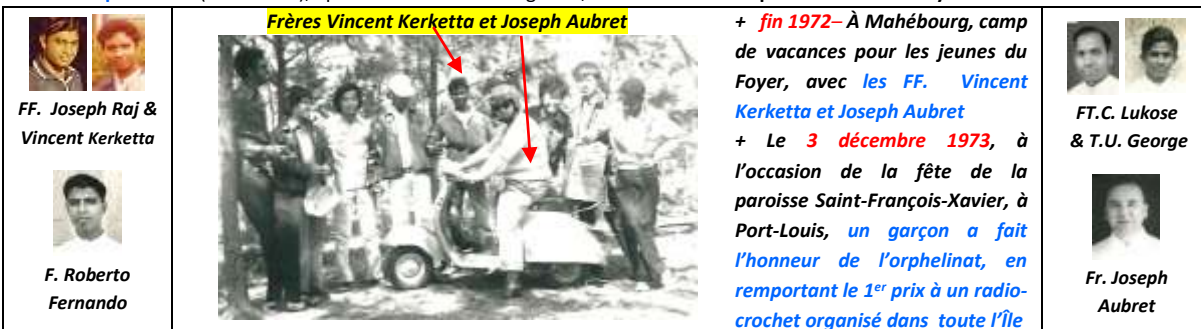 FF. Joseph Raj &
Vincent Kerketta
F. Roberto
Fernando
Frères Vincent Kerketta et Joseph Aubret
+ fin 1972– À Mahébourg, camp
de vacances pour les jeunes du
Foyer, avec les FF. Vincent
Kerketta et Joseph Aubret
+ Le 3 décembre 1973, à
l'occasion de la fête de la
paroisse Saint-François-Xavier, à
Port-Louis, un garçon a fait
l'honneur de l'orphelinat, en
remportant le 1er prix à un radio-
crochet organisé dans toute l'Île
FT.C. Lukose
& T.U. George
Fr. Joseph
Aubret